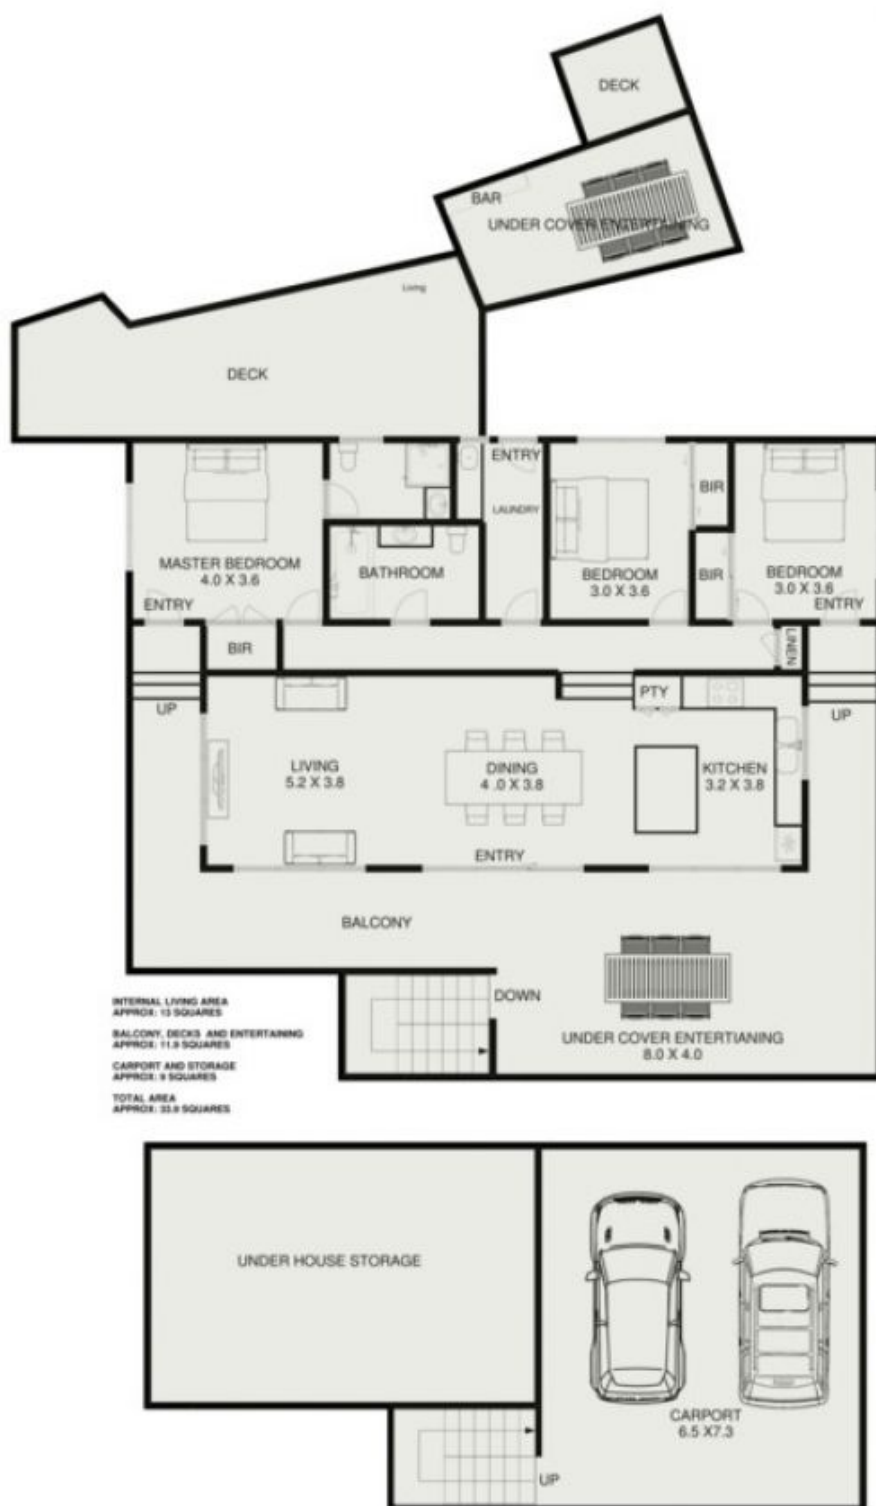 DECK
BAR
UNDER COVER ENTERTAINING
Living
DECK
ENTRY
LAUNDRY
BIR
MASTER BEDROOM
4.0 X 3.6
BATHROOM
BEDROOM
3.0 X 3.6
BIR
BEDROOM
3.0 X 3.6
ENTRY
ENTRY
BIR
LINEN
UP
PTY
UP
LIVING
5.2 X 3.8
DINING
4 .0 X 3.8
KITCHEN
3.2 X 3.8
ENTRY
BALCONY
DOWN
UNDER COVER ENTERTIANING
8.0 X 4.0
INTERNAL LIVING AREA
APPROX: 13 SQUARES
BALCONY, DECKS AND ENTERTAINING
APPROX: 11.9 SQUARES
CARPORT AND STORAGE
APPROX: 9 SQUARES
TOTAL AREA
APPROX: 33.9 SQUARES
UNDER HOUSE STORAGE
CARPORT
6.5 X7.3
UP